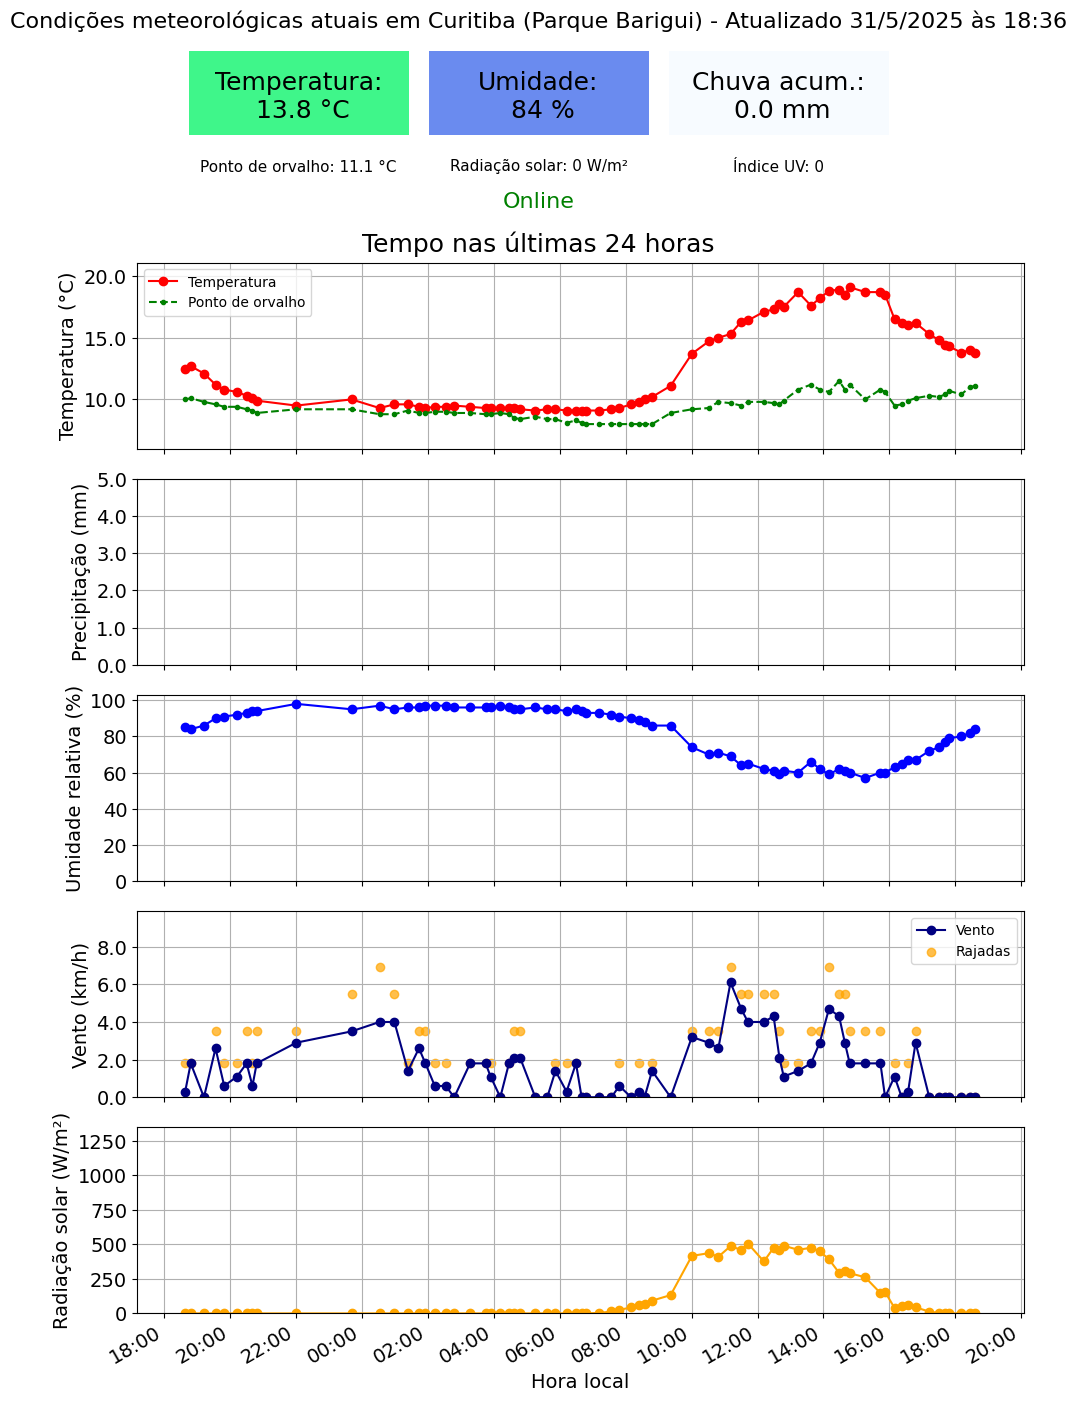 Condições meteorológicas atuais em Curitiba (Parque Barigui) - Atualizado 31/5/2025 às 18:36
Temperatura:
13.8 °C
Umidade:
84 %
Chuva acum.:
0.0 mm
Ponto de orvalho: 11.1 °C
Radiação solar: 0 W/m²
Índice UV: 0
Online
Tempo nas últimas 24 horas
Temperatura (°C)
20.0
15.0
10.0
Temperatura
Ponto de orvalho
Precipitação (mm)
5.0
4.0
3.0
2.0
1.0
0.0
Umidade relativa (%)
100
80
60
40
20
0
Vento (km/h)
8.0
6.0
4.0
2.0
0.0
Vento
Rajadas
Radiação solar (W/m²)
1250
1000
750
500
250
0
18:00
20:00
22:00
00:00
02:00
04:00
06:00
08:00
10:00
12:00
14:00
16:00
18:00
20:00
Hora local